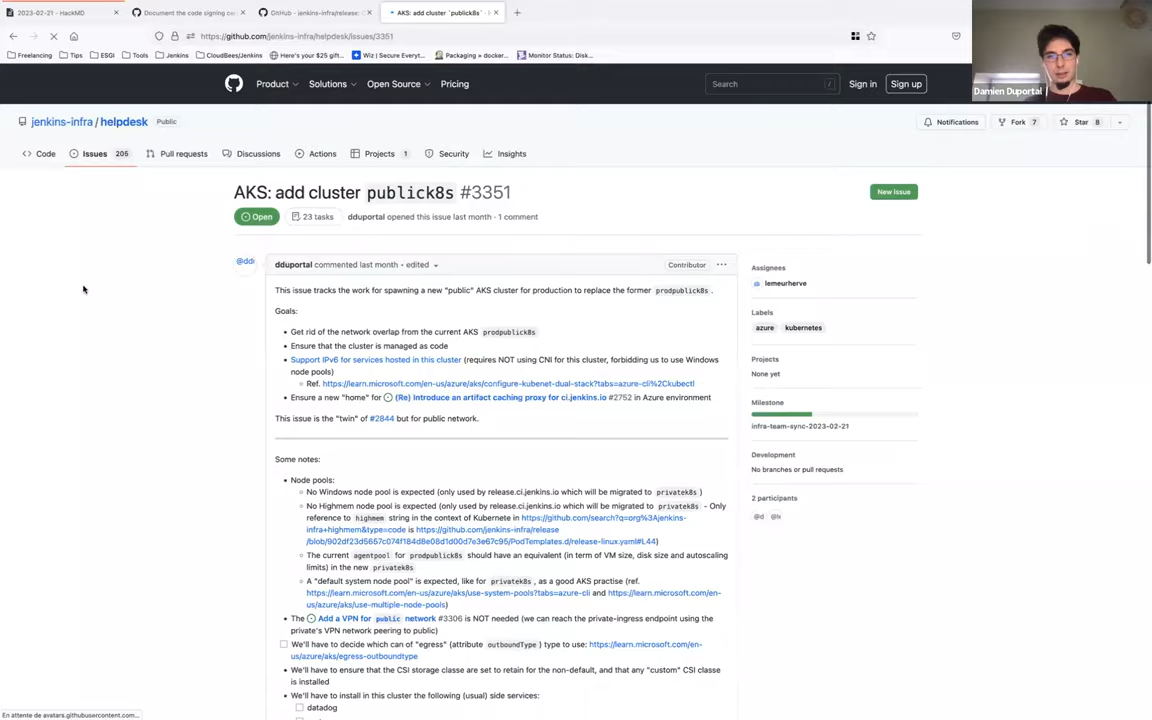 2023-02-21 - HackMD
Document the code signing ce
GitHub - jenkins-infra/release: C
AKS: add cluster `publick8s` ·
https://github.com/jenkins-infra/helpdesk/issues/3351
Freelancing
Tips
ESGI
Tools
Jenkins
CloudBees/Jenkins
Here's your $25 gif...
Wiz | Secure Everyt...
Packaging » docker...
Monitor Status: Disk...
Product
Solutions
Open Source
Pricing
Search
/
Sign in
Sign up
Damien Duportal
jenkins-infra / helpdesk
Public
Notifications
Fork 7
Star 8
Code
Issues 205
Pull requests
Discussions
Actions
Projects 1
Security
Insights
AKS: add cluster publick8s #3351
New issue
Open
23 tasks
dduportal opened this issue last month · 1 comment
@ddu
dduportal commented last month · edited
Contributor
This issue tracks the work for spawning a new "public" AKS cluster for production to replace the former prodpublick8s .
Goals:
Get rid of the network overlap from the current AKS prodpublick8s
Ensure that the cluster is managed as code
Support IPv6 for services hosted in this cluster (requires NOT using CNI for this cluster, forbidding us to use Windows
node pools)
Ref. https://learn.microsoft.com/en-us/azure/aks/configure-kubenet-dual-stack?tabs=azure-cli%2Ckubectl
Ensure a new "home" for (Re) Introduce an artifact caching proxy for ci.jenkins.io #2752 in Azure environment
This issue is the "twin" of #2844 but for public network.
Some notes:
Node pools:
No Windows node pool is expected (only used by release.ci.jenkins.io which will be migrated to privatek8s )
No Highmem node pool is expected (only used by release.ci.jenkins.io which will be migrated to privatek8s - Only
reference to highmem string in the context of Kubernete in https://github.com/search?q=org%3Ajenkins-
infra+highmem&type=code is https://github.com/jenkins-infra/release
/blob/902df23d5657c074f184d8e08d1d00d7e3e67c95/PodTemplates.d/release-linux.yaml#L44)
The current agentpool for prodpublick8s should have an equivalent (in term of VM size, disk size and autoscaling
limits) in the new privatek8s
A "default system node pool" is expected, like for privatek8s , as a good AKS practise (ref.
https://learn.microsoft.com/en-us/azure/aks/use-system-pools?tabs=azure-cli and https://learn.microsoft.com/en-
us/azure/aks/use-multiple-node-pools)
The Add a VPN for public network #3306 is NOT needed (we can reach the private-ingress endpoint using the
private's VPN network peering to public)
We'll have to decide which can of "egress" (attribute outboundType ) type to use: https://learn.microsoft.com/en-
us/azure/aks/egress-outboundtype
We'll have to ensure that the CSI storage classe are set to retain for the non-default, and that any "custom" CSI classe
is installed
We'll have to install in this cluster the following (usual) side services:
datadog
Assignees
lemeurherve
Labels
azure
kubernetes
Projects
None yet
Milestone
infra-team-sync-2023-02-21
Development
No branches or pull requests
2 participants
@d
@le
En attente de avatars.githubusercontent.com...